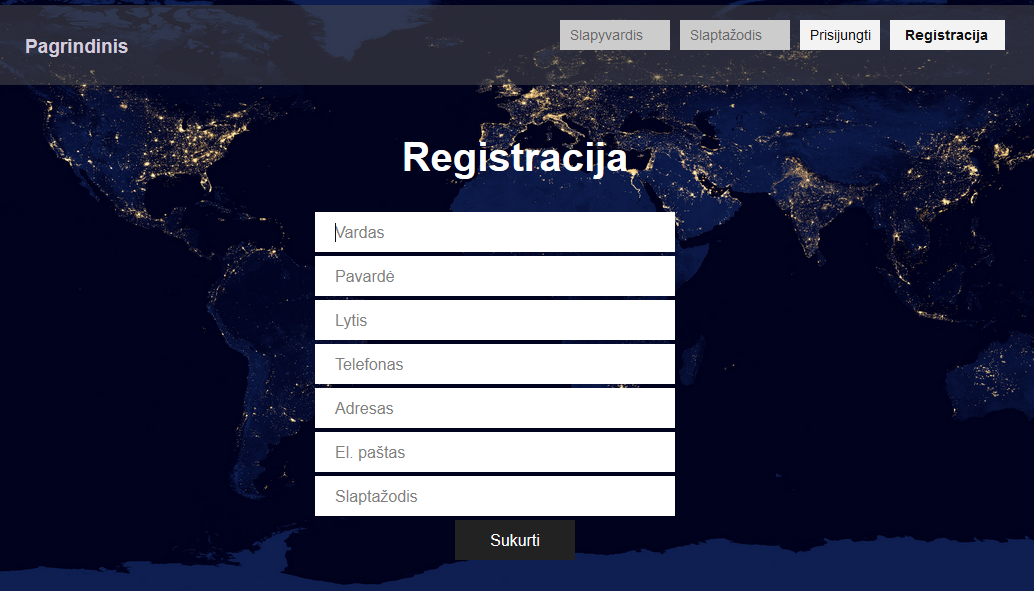 Pagrindinis
Slapyvardis Slaptažodis Prisijungti Registracija
Registracija
Vardas
Pavardė
Lytis
Telefonas
Adresas
El. paštas
Slaptažodis
Sukurti